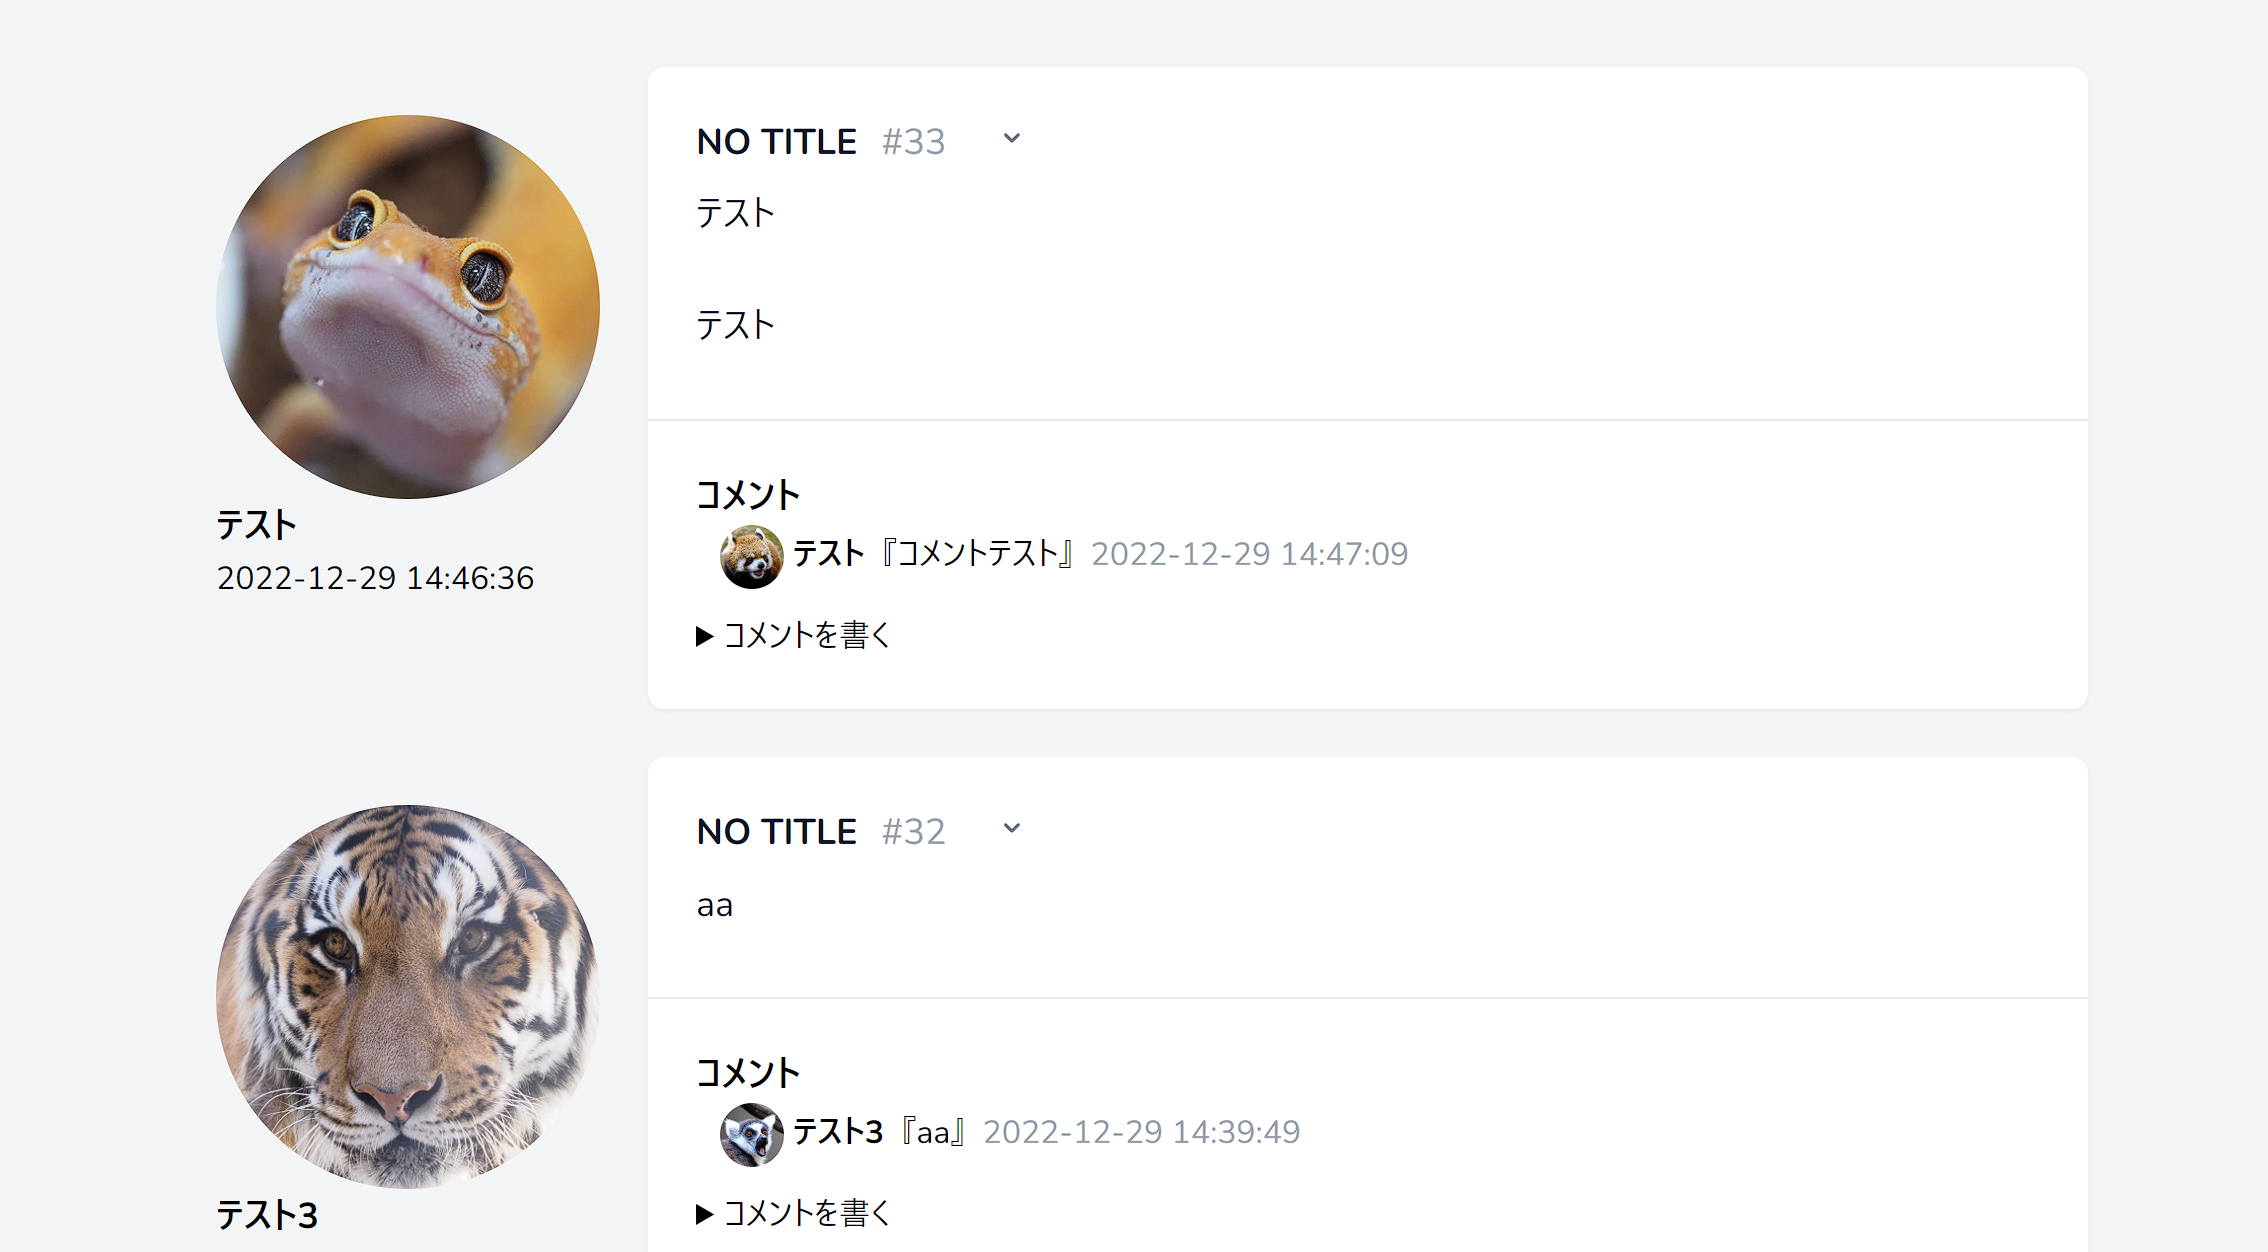 NO TITLE #33
テスト
テスト
テスト
2022-12-29 14:46:36
コメント
テスト『コメントテスト』 2022-12-29 14:47:09
▶ コメントを書く
NO TITLE #32
aa
テスト3
コメント
テスト3『aa』 2022-12-29 14:39:49
▶ コメントを書く